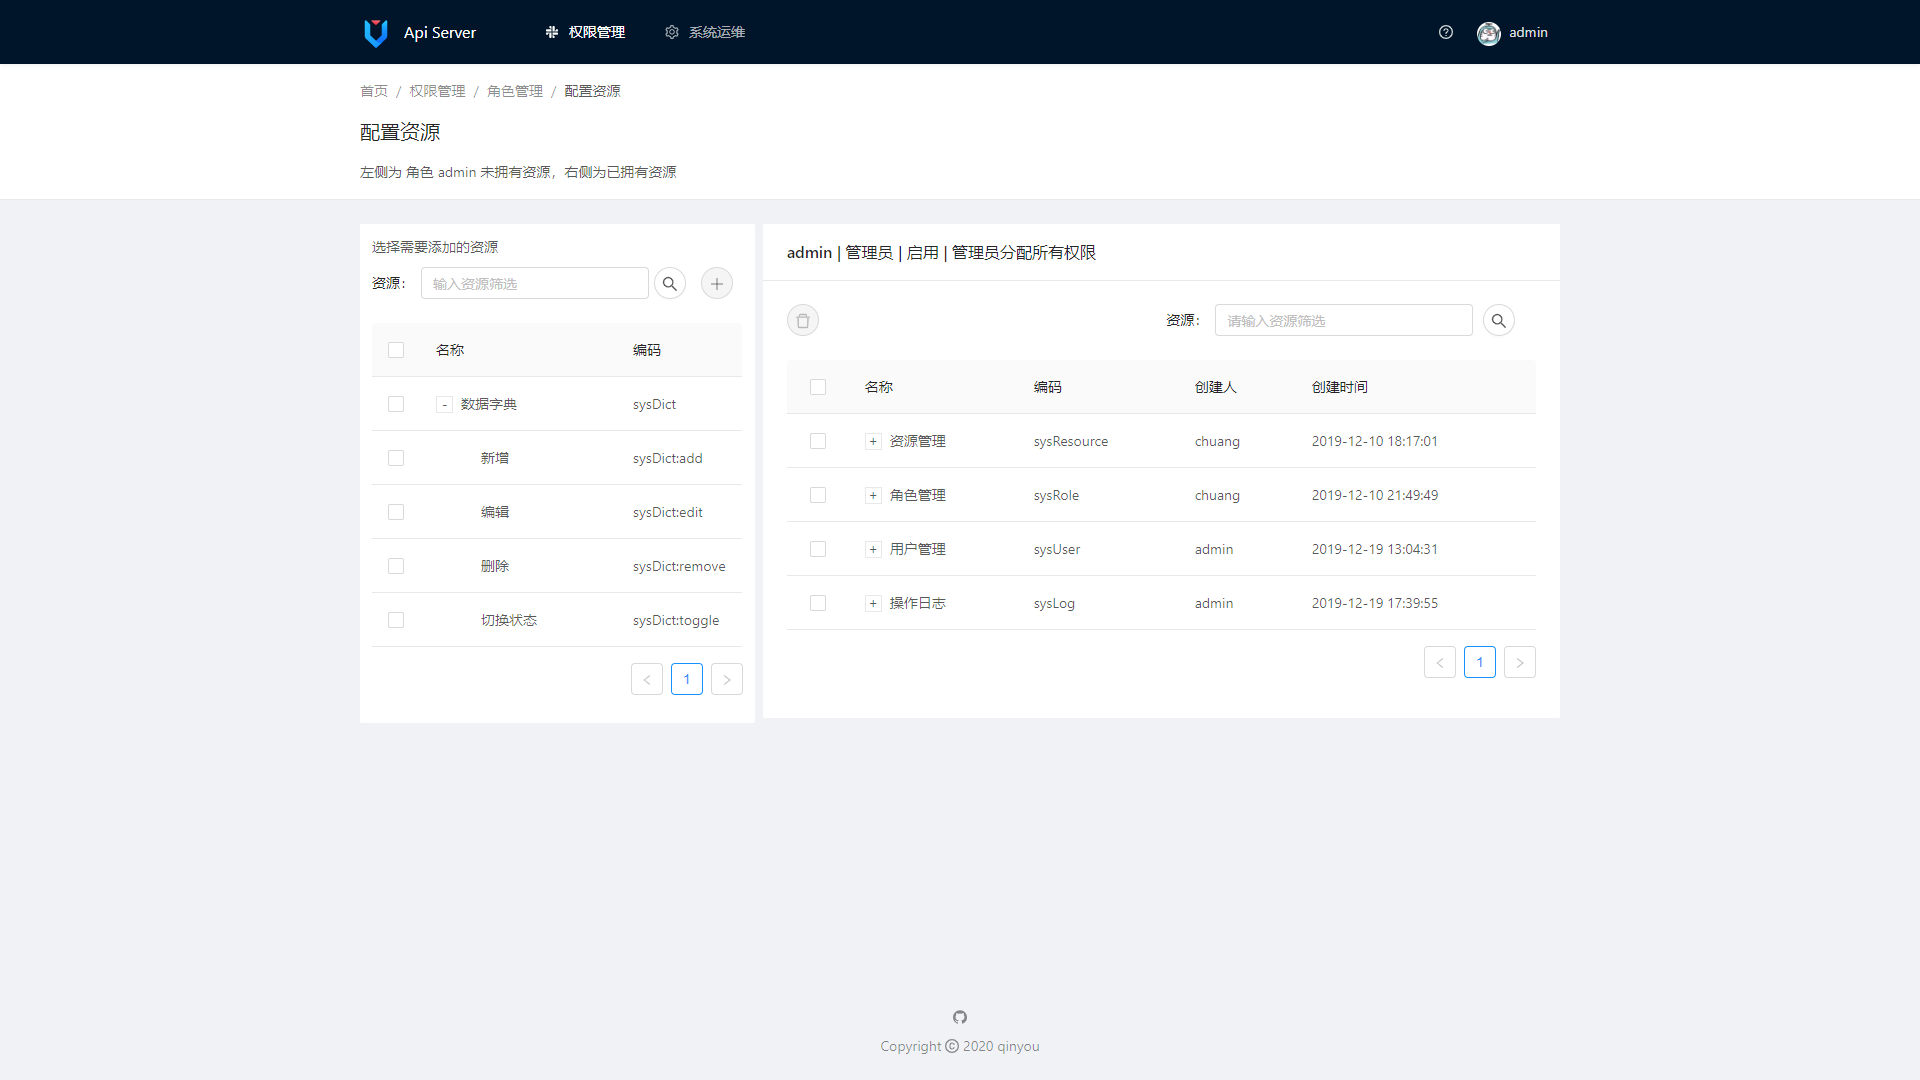 Api Server 权限管理 系统运维 admin
首页 / 权限管理 / 角色管理 / 配置资源
配置资源
左侧为 角色 admin 未拥有资源，右侧为已拥有资源
选择需要添加的资源
资源： 输入资源筛选
名称 编码
- 数据字典 sysDict
新增 sysDict:add
编辑 sysDict:edit
删除 sysDict:remove
切换状态 sysDict:toggle
< 1 >
admin | 管理员 | 启用 | 管理员分配所有权限
资源： 请输入资源筛选
名称 编码 创建人 创建时间
+ 资源管理 sysResource chuang 2019-12-10 18:17:01
+ 角色管理 sysRole chuang 2019-12-10 21:49:49
+ 用户管理 sysUser admin 2019-12-19 13:04:31
+ 操作日志 sysLog admin 2019-12-19 17:39:55
< 1 >
Copyright © 2020 qinyou